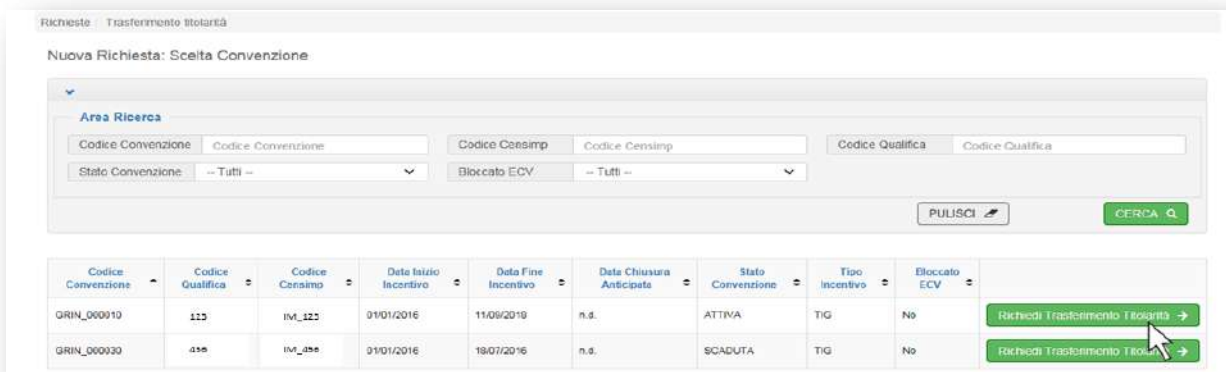 Richieste Trasferimento titolarità
Nuova Richiesta: Scelta Convenzione
Area Ricerca
Codice Convenzione Codice Convenzione Codice Censimp Codice Censimp Codice Qualifica Codice Qualifica
Stato Convenzione -- Tutti -- Bloccato ECV -- Tutti --
PULISCI CERCA
Codice Convenzione Codice Qualifica Codice Censimp Data Inizio Incentivo Data Fine Incentivo Data Chiusura Anticipata Stato Convenzione Tipo Incentivo Bloccato ECV
GRIN_000010 123 IM_123 01/01/2016 11/09/2018 n.d. ATTIVA TIG No Richiedi Trasferimento Titolarità
GRIN_000030 456 IM_456 01/01/2016 18/07/2016 n.d. SCADUTA TIG No Richiedi Trasferimento